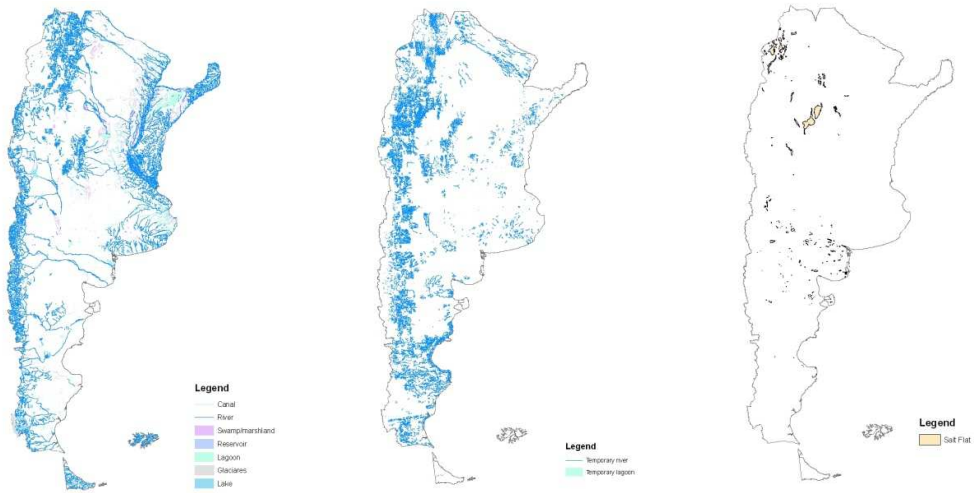 Legend
Canal
River
Swamp/marshland
Reservoir
Lagoon
Glaciares
Lake
Legend
Temporary river
Temporary lagoon
Legend
Salt Flat